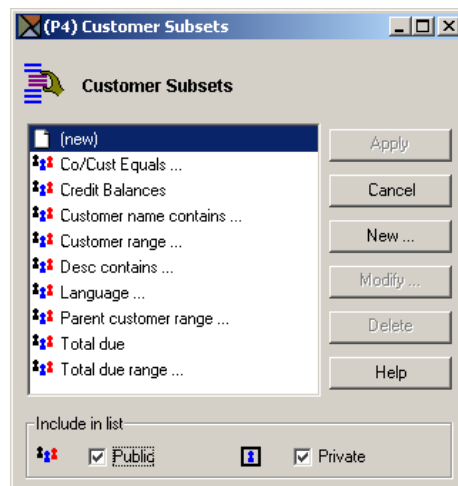 (P4) Customer Subsets
Customer Subsets
(new)
Co/Cust Equals ...
Credit Balances
Customer name contains ...
Customer range ...
Desc contains ...
Language ...
Parent customer range ...
Total due
Total due range ...
Apply
Cancel
New ...
Modify ...
Delete
Help
Include in list
Public
Private